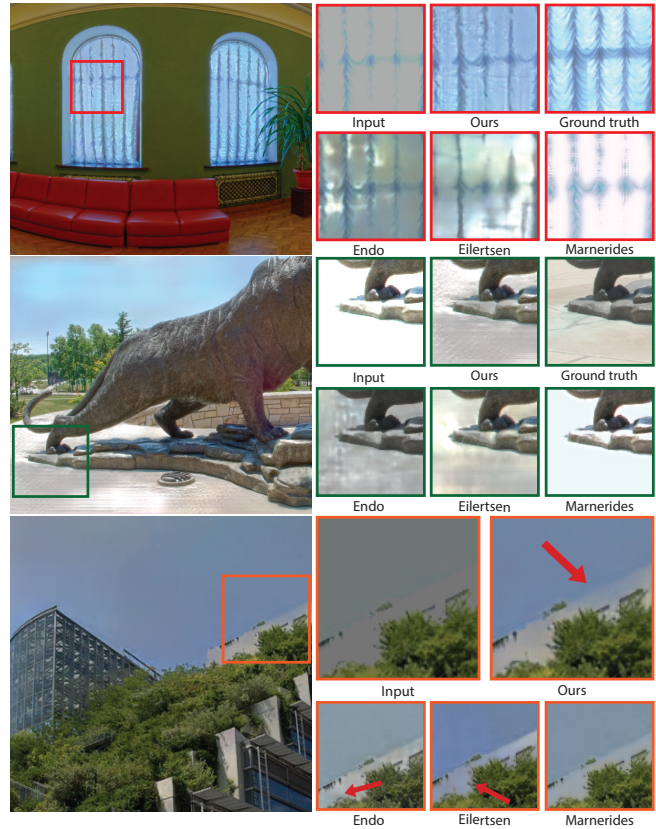 Input Ours Ground truth
Endo Eilertsen Marnerides
Input Ours Ground truth
Endo Eilertsen Marnerides
Input Ours
Endo Eilertsen Marnerides